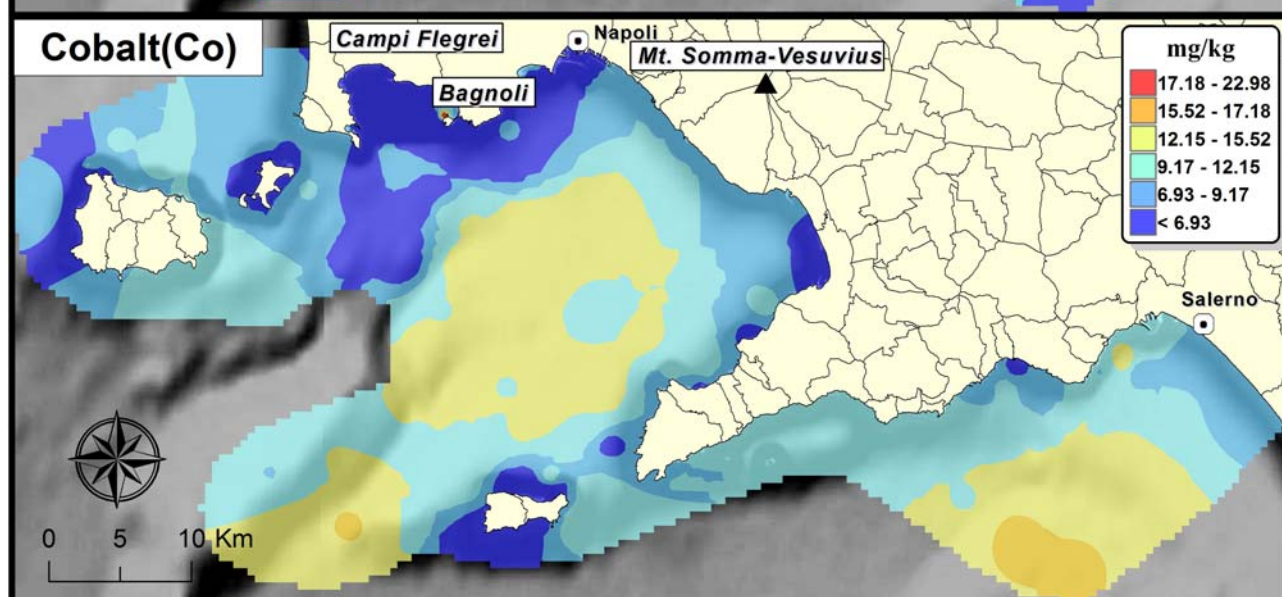 Cobalt(Co)
Campi Flegrei
Napoli
Mt. Somma-Vesuvius
Bagnoli
mg/kg
17.18 - 22.98
15.52 - 17.18
12.15 - 15.52
9.17 - 12.15
6.93 - 9.17
< 6.93
Salerno
0 5 10 Km